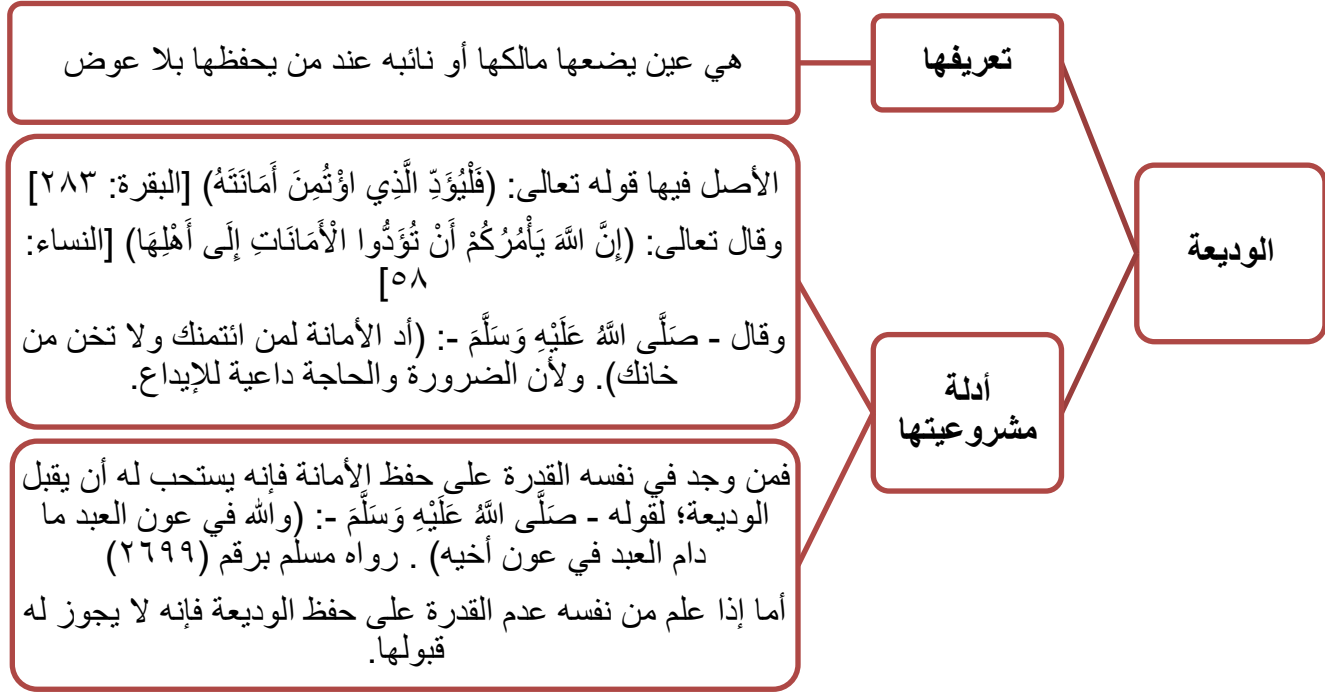 الوديعة
تعريفها
هي عين يضعها مالكها أو نائبه عند من يحفظها بلا عوض
أدلة
مشروعيتها
الأصل فيها قوله تعالى: (فَلْيُؤَدِّ الَّذِي اؤْتُمِنَ أَمَانَتَهُ) [البقرة: ٢٨٣]
وقال تعالى: (إِنَّ اللَّهَ يَأْمُرُكُمْ أَنْ تُؤَدُّوا الْأَمَانَاتِ إِلَى أَهْلِهَا) [النساء:
٥٨]
وقال - صَلَّى اللَّهُ عَلَيْهِ وَسَلَّمَ -: (أد الأمانة لمن ائتمنك ولا تخن من
خانك). ولأن الضرورة والحاجة داعية للإيداع.
فمن وجد في نفسه القدرة على حفظ الأمانة فإنه يستحب له أن يقبل
الوديعة؛ لقوله - صَلَّى اللَّهُ عَلَيْهِ وَسَلَّمَ -: (والله في عون العبد ما
دام العبد في عون أخيه) . رواه مسلم برقم (٢٦٩٩)
أما إذا علم من نفسه عدم القدرة على حفظ الوديعة فإنه لا يجوز له
قبولها.